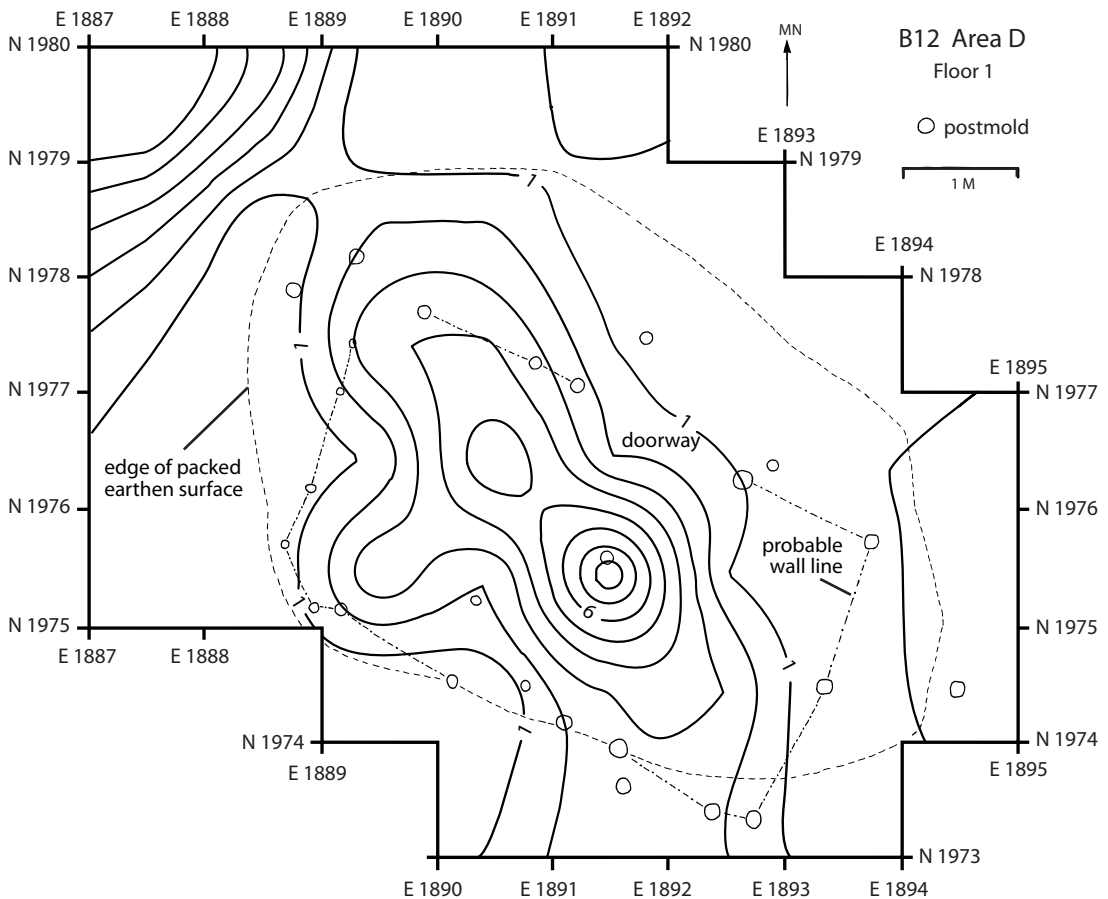 E 1887
E 1888
E 1889
E 1890
E 1891
E 1892
N 1980
N 1980
MN
B12 Area D
Floor 1
postmold
1 M
E 1893
N 1979
N 1979
1
E 1894
N 1978
N 1978
1
E 1895
N 1977
N 1977
1
doorway
edge of packed
earthen surface
N 1976
N 1976
probable
wall line
6
1
N 1975
N 1975
E 1887
E 1888
1
1
N 1974
N 1974
E 1889
E 1895
N 1973
E 1890
E 1891
E 1892
E 1893
E 1894